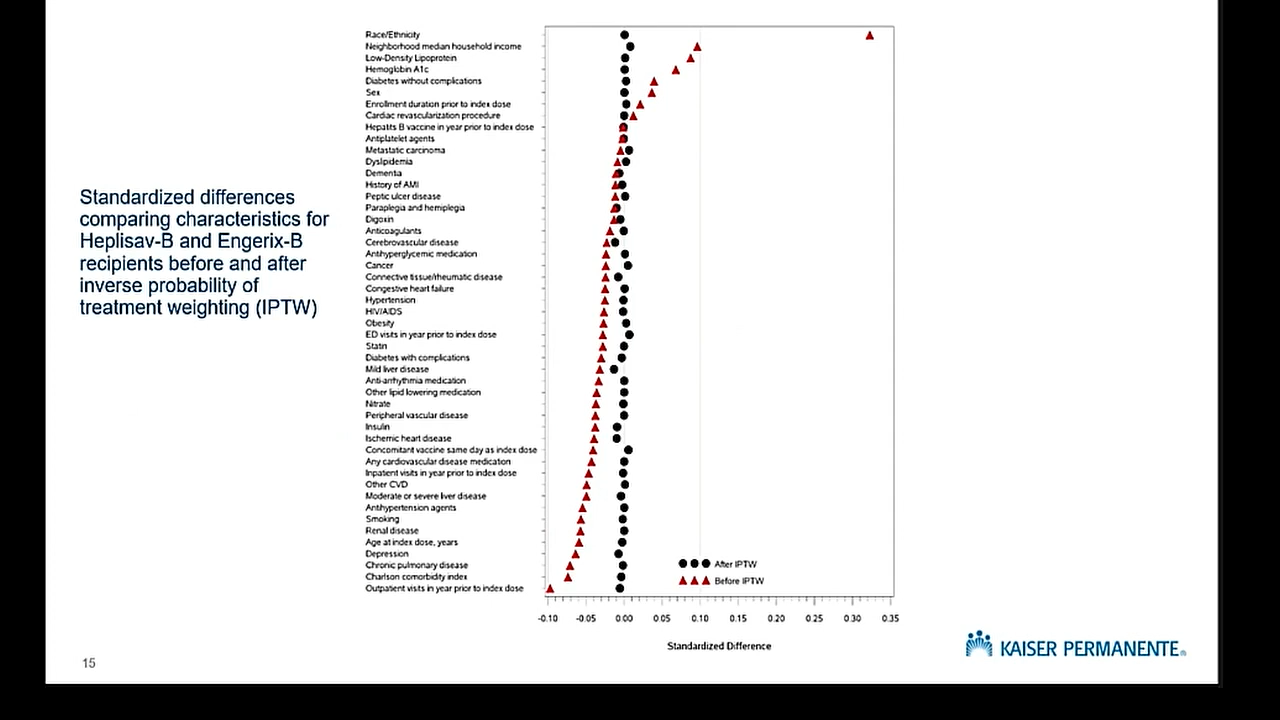 Standardized differences
comparing characteristics for
Heplisav-B and Engerix-B
recipients before and after
inverse probability of
treatment weighting (IPTW)
Race/Ethnicity
Neighborhood median household income
Low-Density Lipoprotein
Hemoglobin A1c
Diabetes without complications
Sex
Enrollment duration prior to index dose
Cardiac revascularization procedure
Hepatits B vaccine in year prior to index dose
Antiplatelet agents
Metastatic carcinoma
Dyslipidemia
Dementia
History of AMI
Peptic ulcer disease
Paraplegia and hemiplegia
Digoxin
Anticoagulants
Cerebrovascular disease
Antihyperglycemic medication
Cancer
Connective tissue/rheumatic disease
Congestive heart failure
Hypertension
HIV/AIDS
Obesity
ED visits in year prior to index dose
Statin
Diabetes with complications
Mild liver disease
Anti-arrhythmia medication
Other lipid lowering medication
Nitrate
Peripheral vascular disease
Insulin
Ischemic heart disease
Concomitant vaccine same day as index dose
Any cardiovascular disease medication
Inpatient visits in year prior to index dose
Other CVD
Moderate or severe liver disease
Antihypertension agents
Smoking
Renal disease
Age at index dose, years
Depression
Chronic pulmonary disease
Charlson comorbidity index
Outpatient visits in year prior to index dose
After IPTW
Before IPTW
-0.10 -0.05 0.00 0.05 0.10 0.15 0.20 0.25 0.30 0.35
Standardized Difference
KAISER PERMANENTE®
15